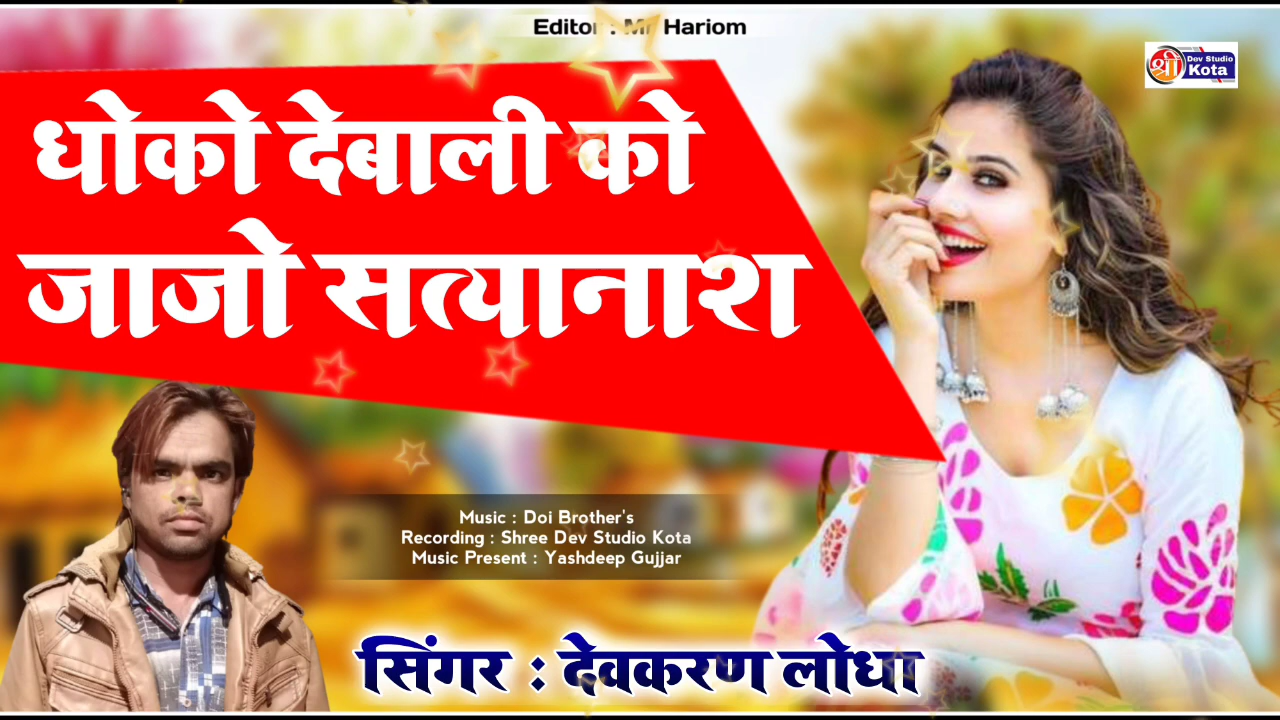 Editor : Mr Hariom
श्री Dev Studio
Kota
धोको देबाली को
जाजो सत्यानाश
Music : Doi Brother's
Recording : Shree Dev Studio Kota
Music Present : Yashdeep Gujjar
सिंगर : देवकरण लोधा